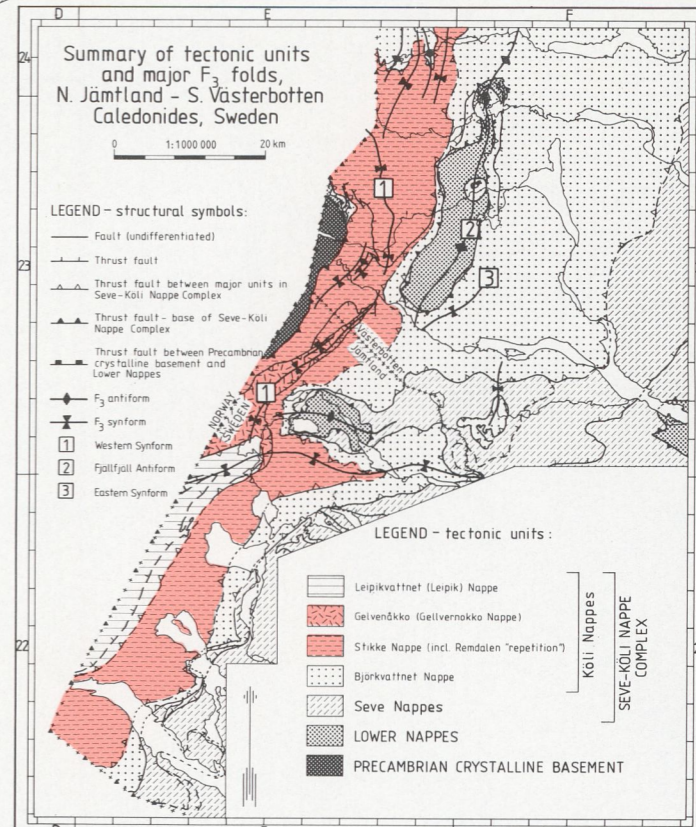 D E F
24
Summary of tectonic units
and major F3 folds,
N. Jämtland – S. Västerbotten
Caledonides, Sweden
0 1:1000000 20 km
LEGEND – structural symbols:
Fault (undifferentiated)
Thrust fault
Thrust fault between major units in
Seve-Köli Nappe Complex
Thrust fault – base of Seve-Köli
Nappe Complex
Thrust fault between Precambrian
crystalline basement and
Lower Nappes
F3 antiform
F3 synform
1 Western Synform
2 Fjällfjäll Antiform
3 Eastern Synform
1
2
3
23
Västerbotten
Jämtland
1
NORWAY
SWEDEN
22
LEGEND – tectonic units :
Leipikvattnet (Leipik) Nappe
Gelvenåkko (Gellvernokko Nappe)
Stikke Nappe (incl. Remdalen "repetition")
Björkvattnet Nappe
Seve Nappes
LOWER NAPPES
PRECAMBRIAN CRYSTALLINE BASEMENT
Köli Nappes
SEVE-KÖLI NAPPE
COMPLEX